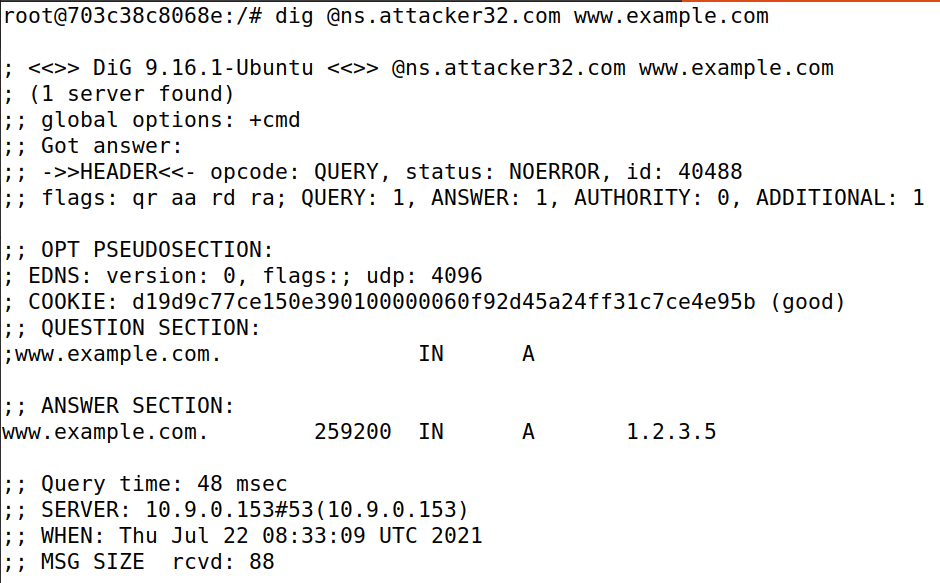 root@703c38c8068e:/# dig @ns.attacker32.com www.example.com
; <<>> DiG 9.16.1-Ubuntu <<>> @ns.attacker32.com www.example.com
; (1 server found)
;; global options: +cmd
;; Got answer:
;; ->>HEADER<<- opcode: QUERY, status: NOERROR, id: 40488
;; flags: qr aa rd ra; QUERY: 1, ANSWER: 1, AUTHORITY: 0, ADDITIONAL: 1
;; OPT PSEUDOSECTION:
; EDNS: version: 0, flags:; udp: 4096
; COOKIE: d19d9c77ce150e390100000060f92d45a24ff31c7ce4e95b (good)
;; QUESTION SECTION:
;www.example.com. IN A
;; ANSWER SECTION:
www.example.com. 259200 IN A 1.2.3.5
;; Query time: 48 msec
;; SERVER: 10.9.0.153#53(10.9.0.153)
;; WHEN: Thu Jul 22 08:33:09 UTC 2021
;; MSG SIZE rcvd: 88